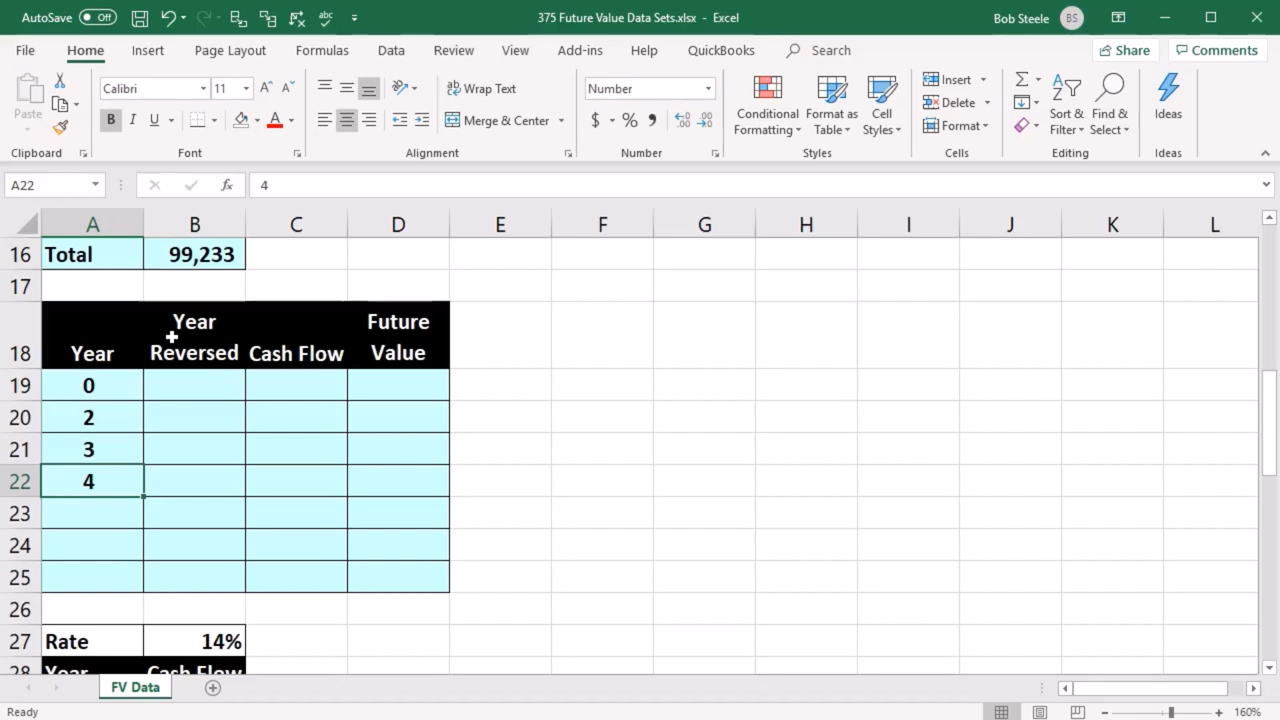 AutoSave Off 375 Future Value Data Sets.xlsx - Excel Bob Steele BS
File Home Insert Page Layout Formulas Data Review View Add-ins Help QuickBooks Search Share Comments
Calibri 11 A^ A˅ ab Wrap Text Number Insert
Paste B I U A Merge & Center $ % , Conditional Formatting Format as Table Cell Styles Delete Format Sort & Filter Find & Select Ideas
Clipboard Font Alignment Number Styles Cells Editing Ideas
A22 fx 4
A B C D E F G H I J K L
16 Total 99,233
17
18 Year Year Reversed Cash Flow Future Value
19 0
20 2
21 3
22 4
23
24
25
26
27 Rate 14%
28 Year Cash Flow
FV Data
Ready 160%